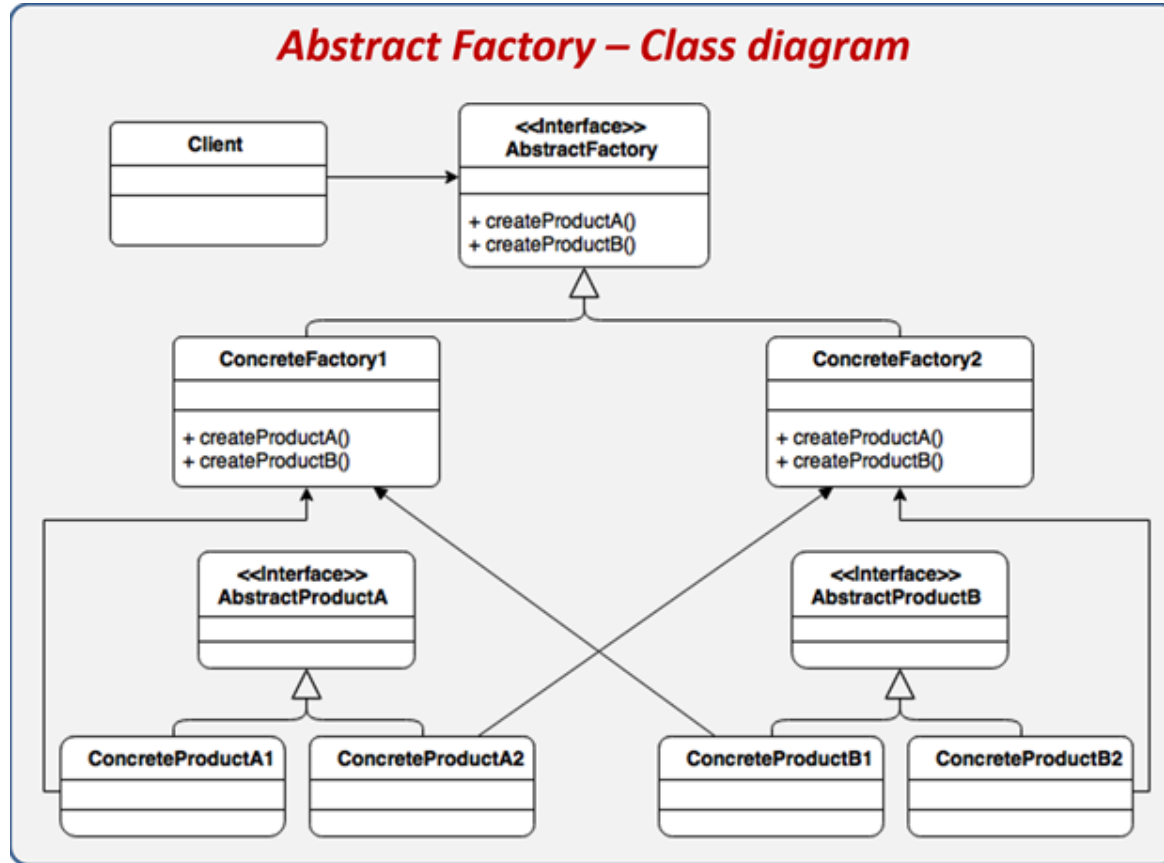 Abstract Factory – Class diagram
Client
<<Interface>>
AbstractFactory
+ createProductA()
+ createProductB()
ConcreteFactory1
+ createProductA()
+ createProductB()
ConcreteFactory2
+ createProductA()
+ createProductB()
<<Interface>>
AbstractProductA
<<Interface>>
AbstractProductB
ConcreteProductA1
ConcreteProductA2
ConcreteProductB1
ConcreteProductB2